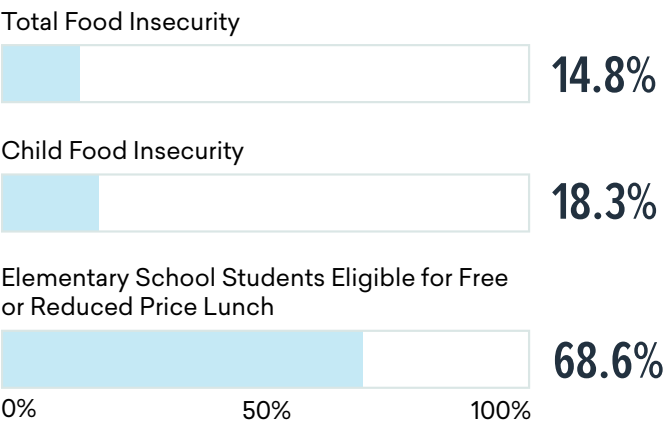 Total Food Insecurity
14.8%
Child Food Insecurity
18.3%
Elementary School Students Eligible for Free
or Reduced Price Lunch
68.6%
0% 50% 100%